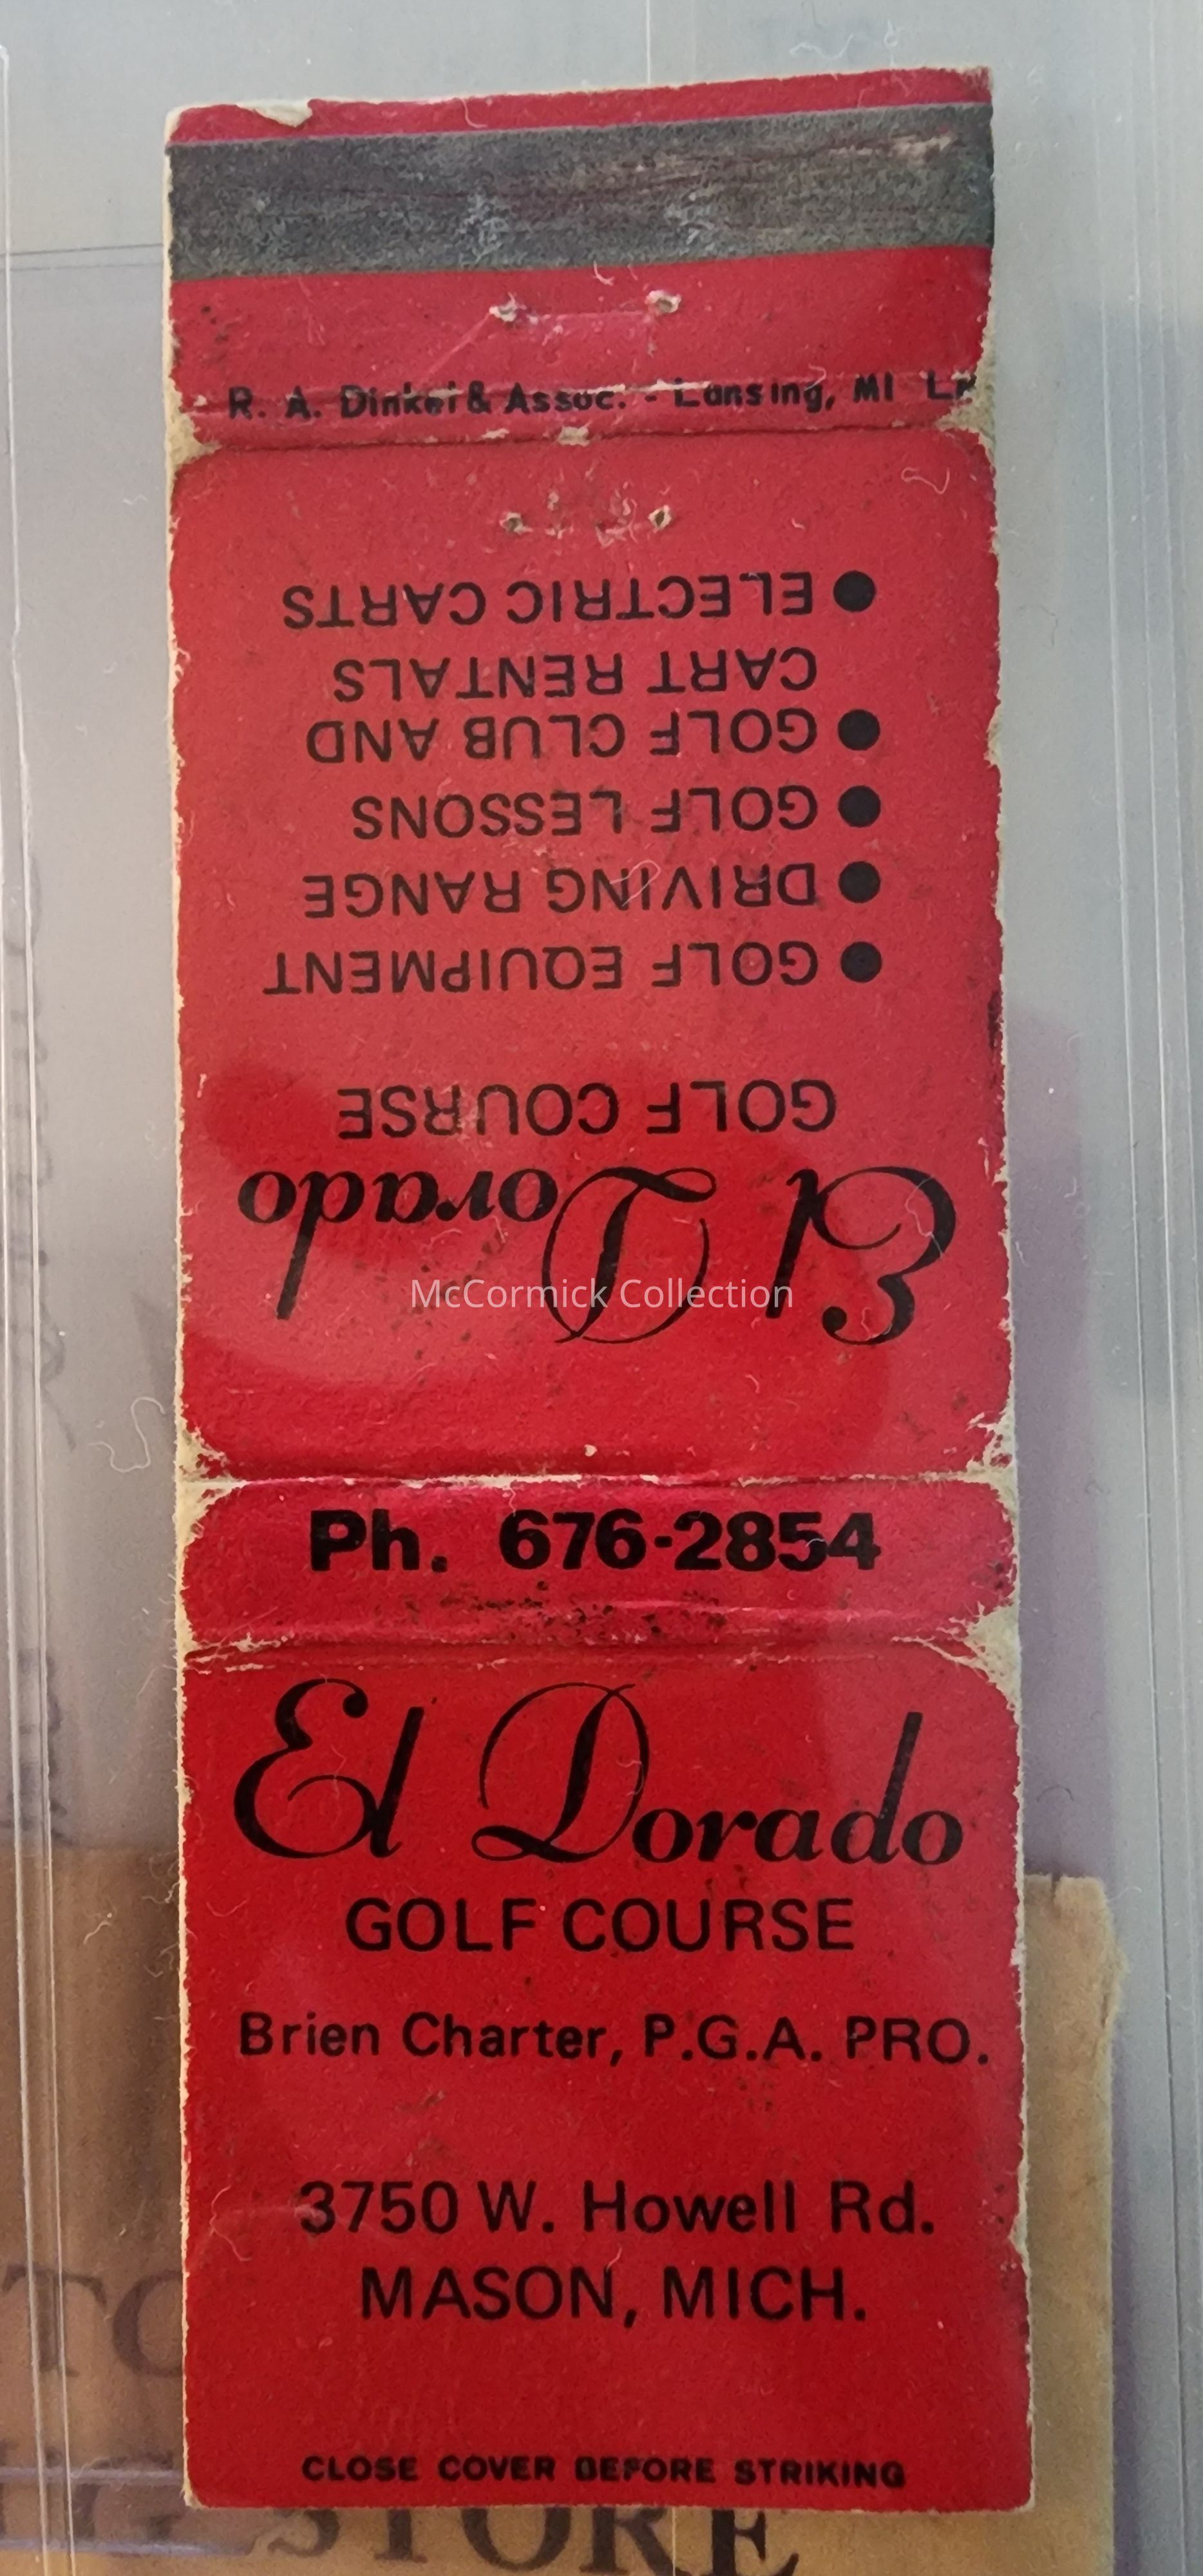 R. A. Dinkel & Assoc. - Lansing, MI
El Dorado
GOLF COURSE
● GOLF EQUIPMENT
● DRIVING RANGE
● GOLF LESSONS
● GOLF CLUB AND
CART RENTALS
● ELECTRIC CARTS
McCormick Collection
Ph. 676-2854
El Dorado
GOLF COURSE
Brien Charter, P.G.A. PRO.
3750 W. Howell Rd.
MASON, MICH.
CLOSE COVER BEFORE STRIKING
STORE